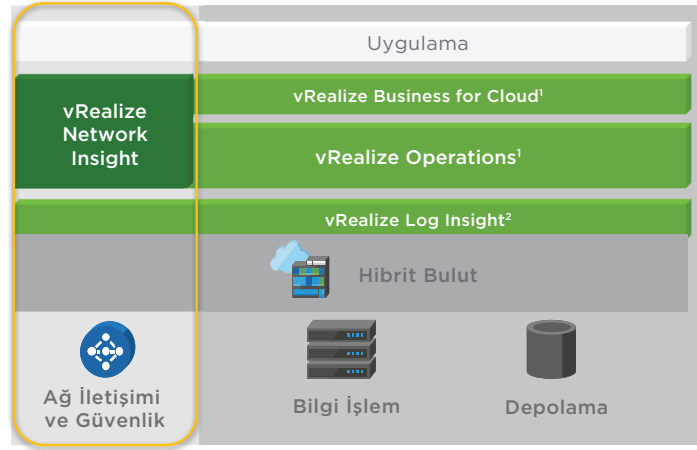 Uygulama
vRealize Business for Cloud¹
vRealize
Network
Insight
vRealize Operations¹
vRealize Log Insight²
Hibrit Bulut
Ağ İletişimi
ve Güvenlik
Bilgi İşlem
Depolama